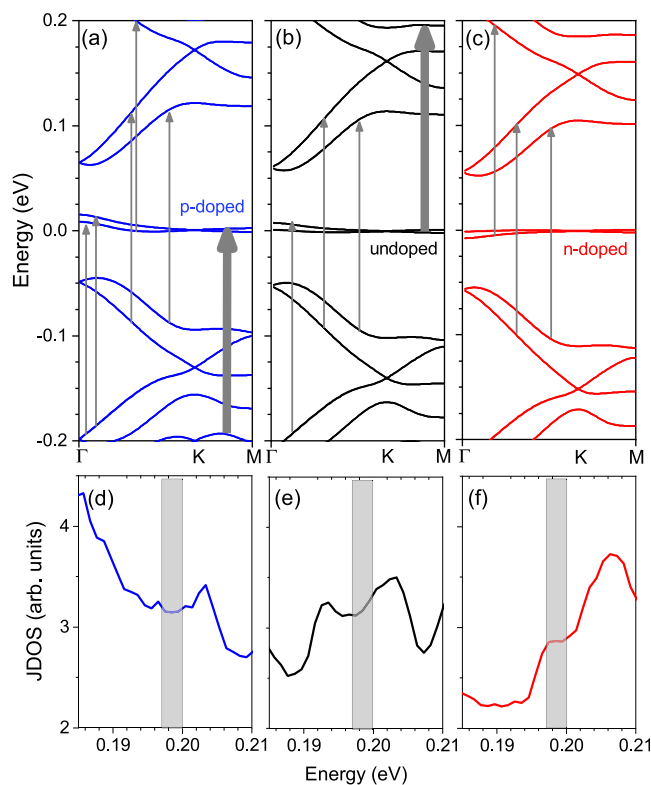 0.2
0.1
0.0
-0.1
-0.2
Energy (eV)
(a)
(b)
(c)
p-doped
undoped
n-doped
Γ
K
M
Γ
K
M
Γ
K
M
4
3
2
JDOS (arb. units)
(d)
(e)
(f)
0.19
0.20
0.21
0.19
0.20
0.21
0.19
0.20
0.21
Energy (eV)